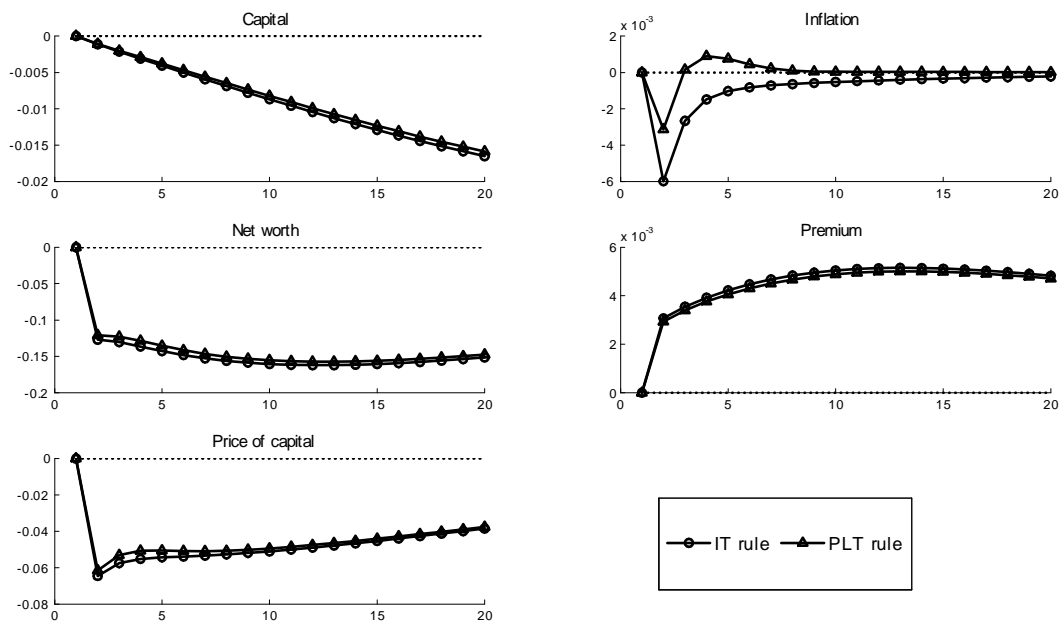 Capital
0
-0.005
-0.01
-0.015
-0.02
0 5 10 15 20
Inflation
x 10⁻³
2
0
-2
-4
-6
0 5 10 15 20
Net worth
0
-0.05
-0.1
-0.15
-0.2
0 5 10 15 20
Premium
x 10⁻³
6
4
2
0
0 5 10 15 20
Price of capital
0
-0.02
-0.04
-0.06
-0.08
0 5 10 15 20
IT rule PLT rule